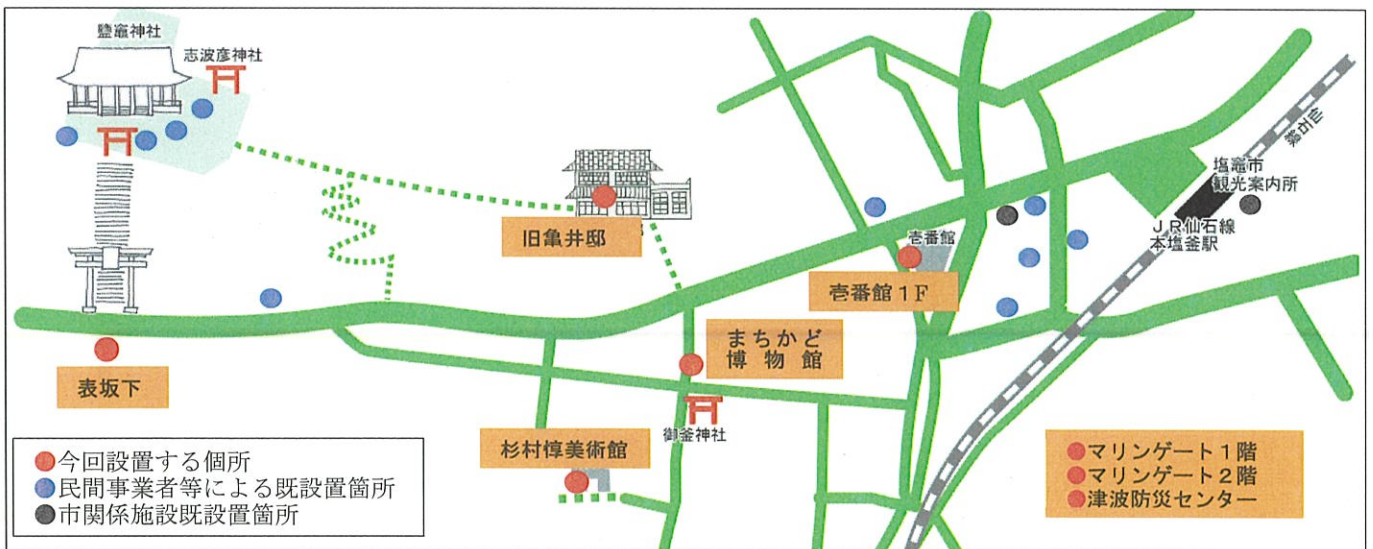 鹽竈神社
志波彦神社
仙石線
塩竈市
観光案内所
JR仙石線
本塩釜駅
旧亀井邸
壱番館
壱番館1F
まちかど
博物館
表坂下
御釜神社
杉村惇美術館
今回設置する個所
民間事業者等による既設置箇所
市関係施設既設置箇所
マリンゲート1階
マリンゲート2階
津波防災センター